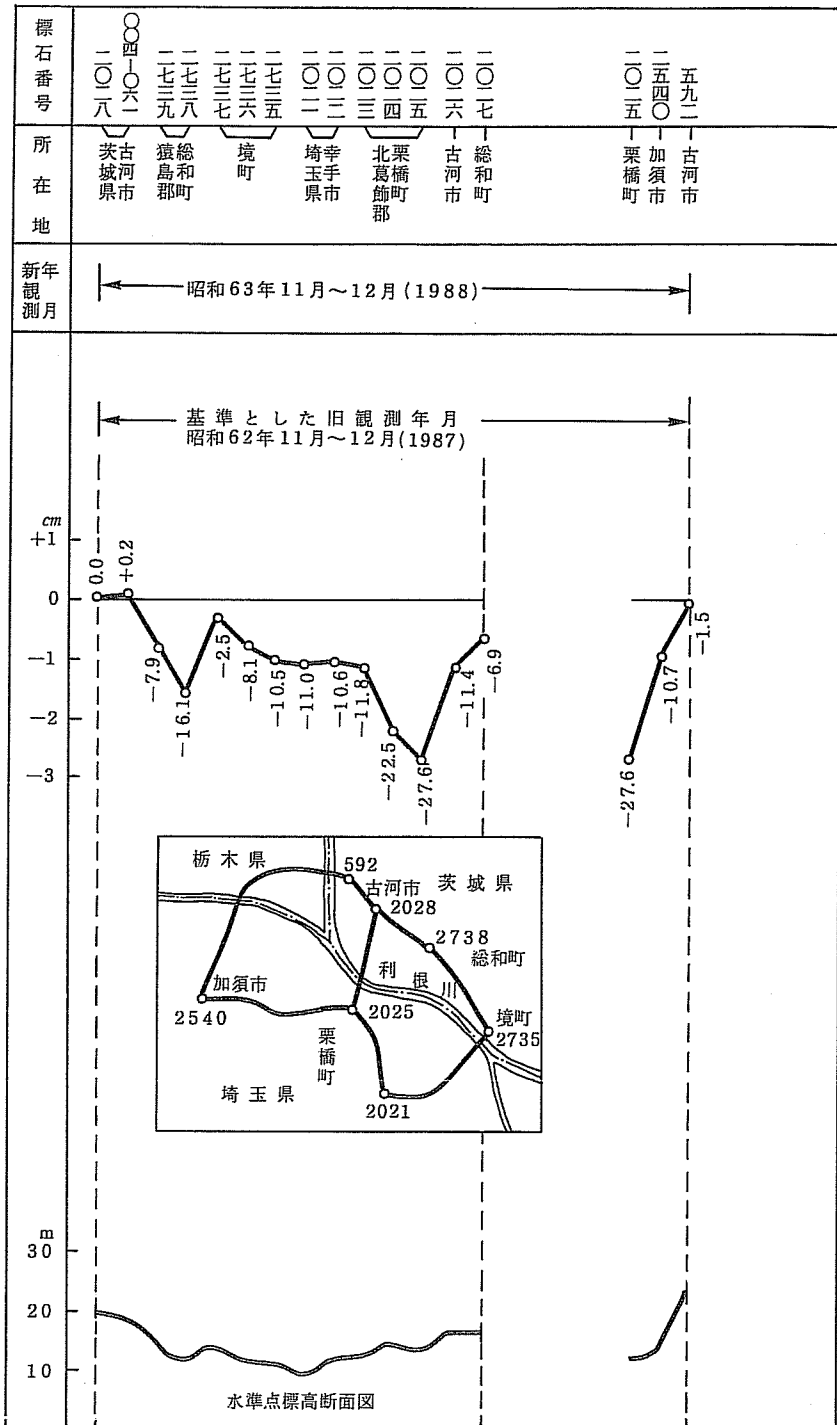 標石番号
二〇二八
〇〇四-〇六一
二七三九
二七三八
二七三七
二七三六
二七三五
二〇二一
二〇二二
二〇二三
二〇二四
二〇二五
二〇二六
二〇二七
二〇二五
二五四〇
五九二
所在地
古河市
茨城県
総和町
猿島郡
境町
幸手市
埼玉県
栗橋町
北葛飾郡
古河市
総和町
栗橋町
加須市
古河市
新観測年月
昭和63年11月~12月(1988)
基準とした旧観測年月
昭和62年11月~12月(1987)
cm
+1
0
-1
-2
-3
0.0
+0.2
-7.9
-16.1
-2.5
-8.1
-10.5
-11.0
-10.6
-11.8
-22.5
-27.6
-11.4
-6.9
-27.6
-10.7
-1.5
栃木県
592
茨城県
古河市
2028
2738
総和町
利根川
加須市
2540
2025
境町
2735
栗橋町
埼玉県
2021
m
30
20
10
水準点標高断面図